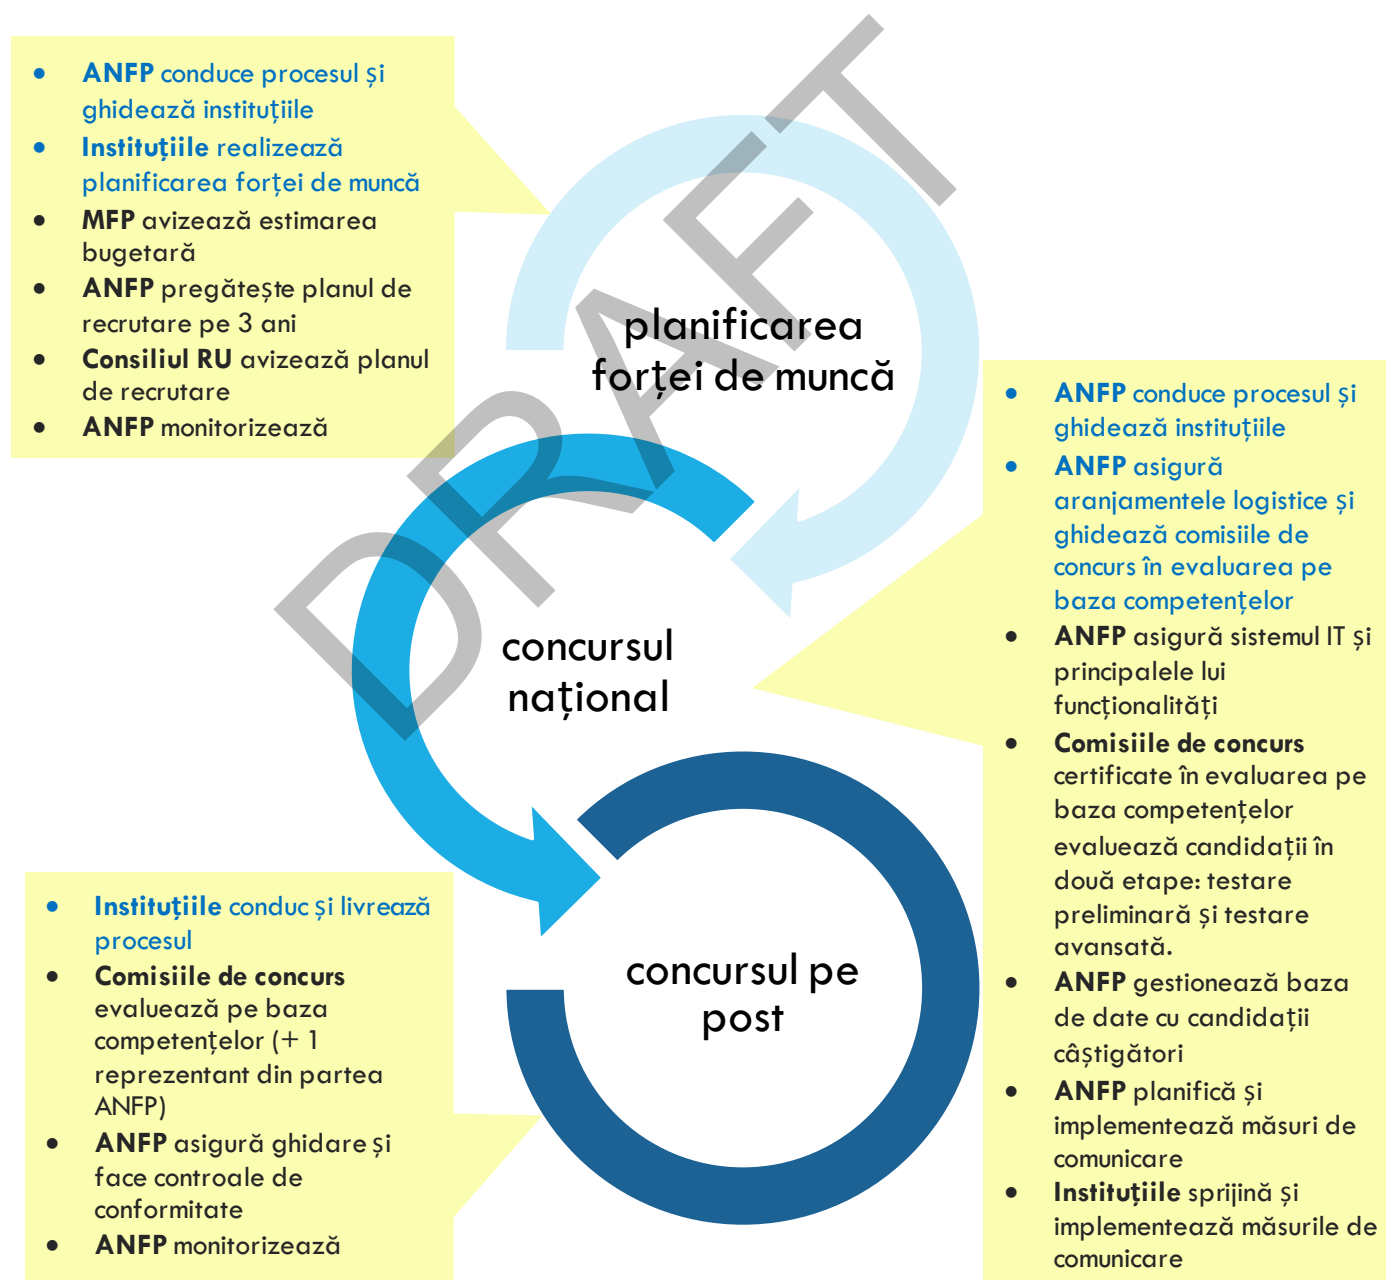 • ANFP conduce procesul și
ghidează instituțiile
• Instituțiile realizează
planificarea forței de muncă
• MFP avizează estimarea
bugetară
• ANFP pregătește planul de
recrutare pe 3 ani
• Consiliul RU avizează planul
de recrutare
• ANFP monitorizează
planificarea
forței de muncă
DRAFT
• ANFP conduce procesul și
ghidează instituțiile
• ANFP asigură
aranjamentele logistice și
ghidează comisiile de
concurs în evaluarea pe
baza competențelor
• ANFP asigură sistemul IT și
principalele lui
funcționalități
• Comisiile de concurs
certificate în evaluarea pe
baza competențelor
evaluează candidații în
două etape: testare
preliminară și testare
avansată.
• ANFP gestionează baza
de date cu candidații
câștigători
• ANFP planifică și
implementează măsuri de
comunicare
• Instituțiile sprijină și
implementează măsurile de
comunicare
concursul
național
• Instituțiile conduc și livrează
procesul
• Comisiile de concurs
evaluează pe baza
competențelor (+ 1
reprezentant din partea
ANFP)
• ANFP asigură ghidare și
face controale de
conformitate
• ANFP monitorizează
concursul pe
post